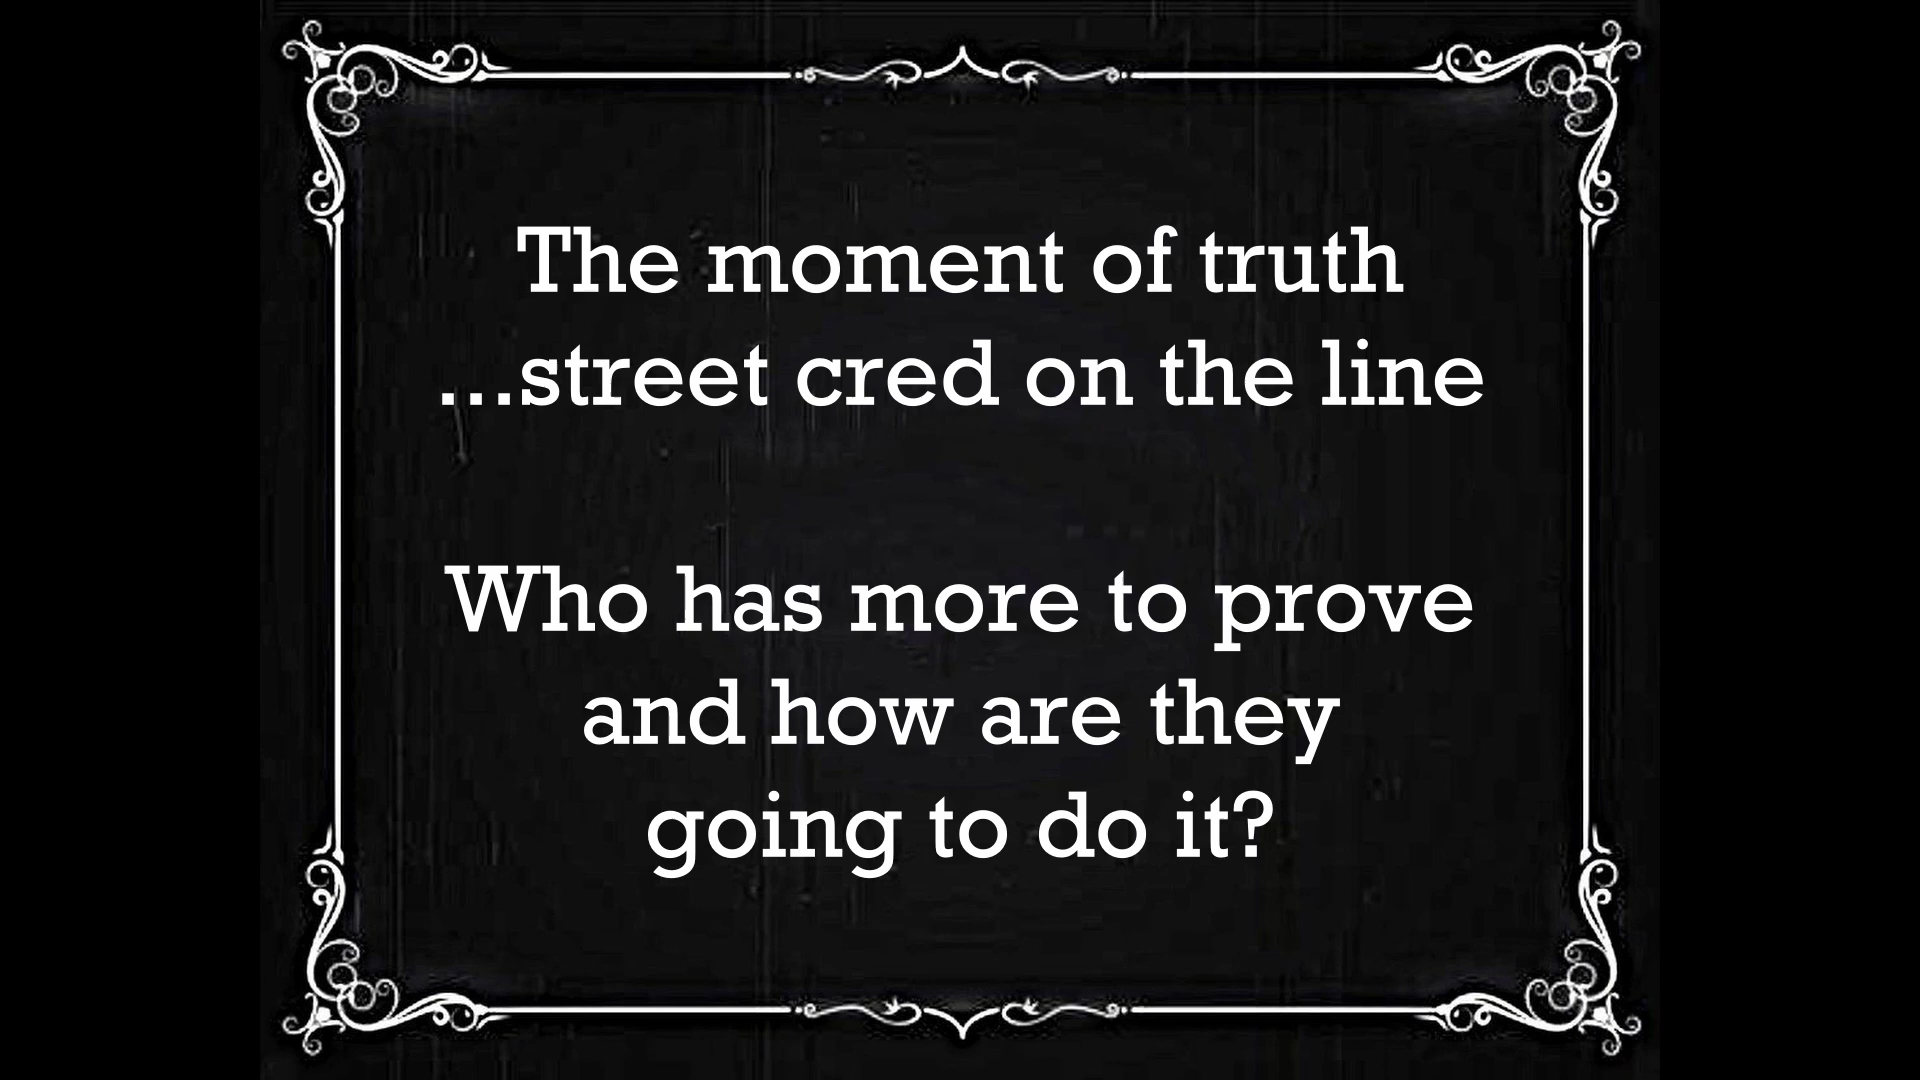 The moment of truth
...street cred on the line
Who has more to prove
and how are they
going to do it?